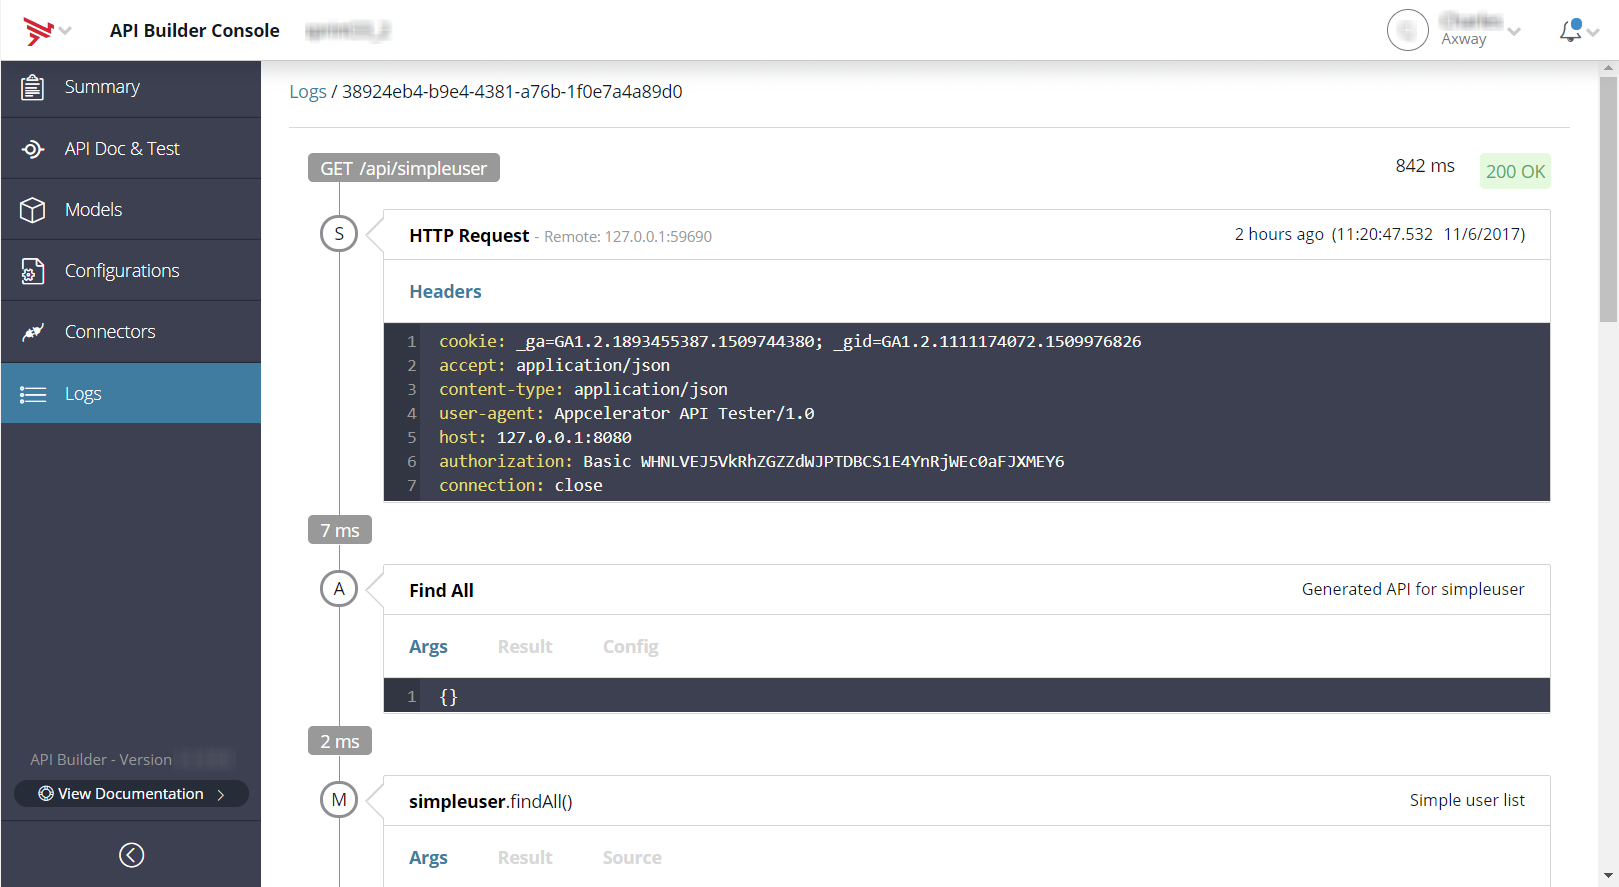 API Builder Console
Axway
Summary
API Doc & Test
Models
Configurations
Connectors
Logs
API Builder - Version
View Documentation
Logs / 38924eb4-b9e4-4381-a76b-1f0e7a4a89d0
GET /api/simpleuser
842 ms
200 OK
S
HTTP Request - Remote: 127.0.0.1:59690
2 hours ago (11:20:47.532 11/6/2017)
Headers
1 cookie: _ga=GA1.2.1893455387.1509744380; _gid=GA1.2.1111174072.1509976826
2 accept: application/json
3 content-type: application/json
4 user-agent: Appcelerator API Tester/1.0
5 host: 127.0.0.1:8080
6 authorization: Basic WHNLVEJ5VkRhZGZZdWJPTDBCS1E4YnRjWEc0aFJXMEY6
7 connection: close
7 ms
A
Find All
Generated API for simpleuser
Args Result Config
1 {}
2 ms
M
simpleuser.findAll()
Simple user list
Args Result Source